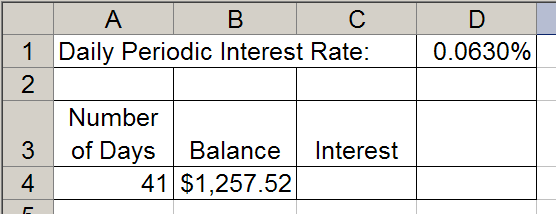 A B C D
1 Daily Periodic Interest Rate: 0.0630%
2
Number
3 of Days Balance Interest
4 41 $1,257.52